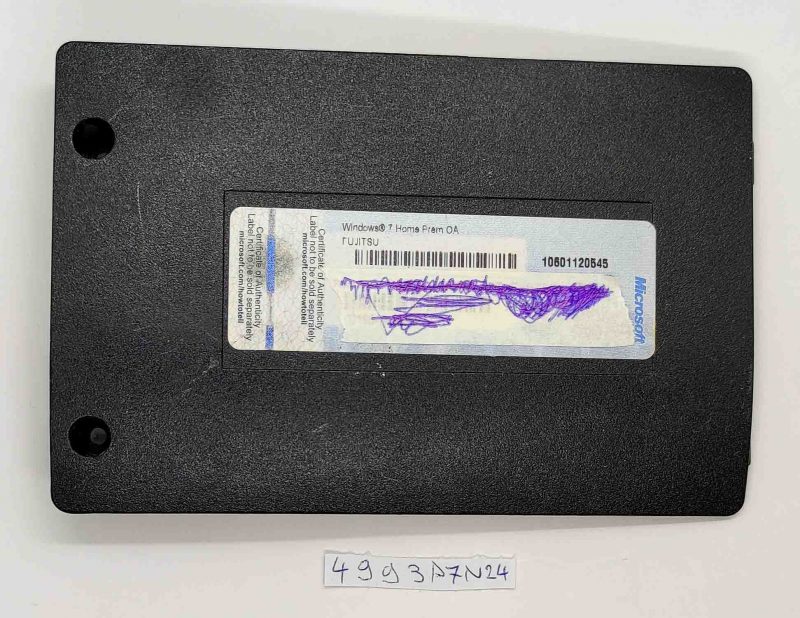 Windows® 7 Home Prem OA
FUJITSU
10601120545
Microsoft
Certificate of Authenticity
Label not to be sold separately
microsoft.com/howtotell
Certificate of Authenticity
Label not to be sold separately
microsoft.com/howtotell
4993A7N24